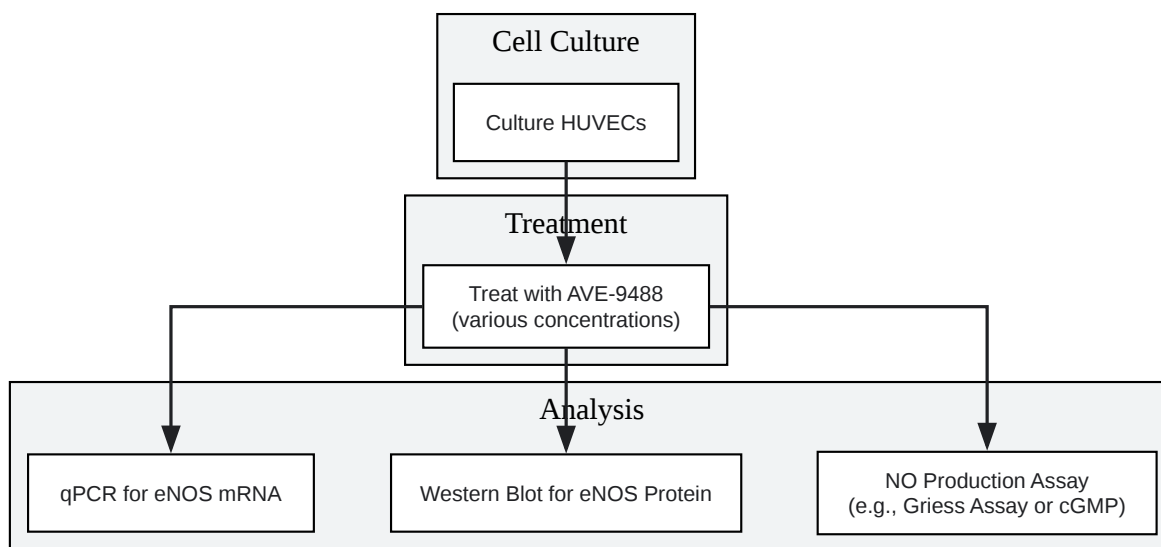 Cell Culture
Culture HUVECs
Treatment
Treat with AVE-9488
(various concentrations)
Analysis
qPCR for eNOS mRNA
Western Blot for eNOS Protein
NO Production Assay
(e.g., Griess Assay or cGMP)